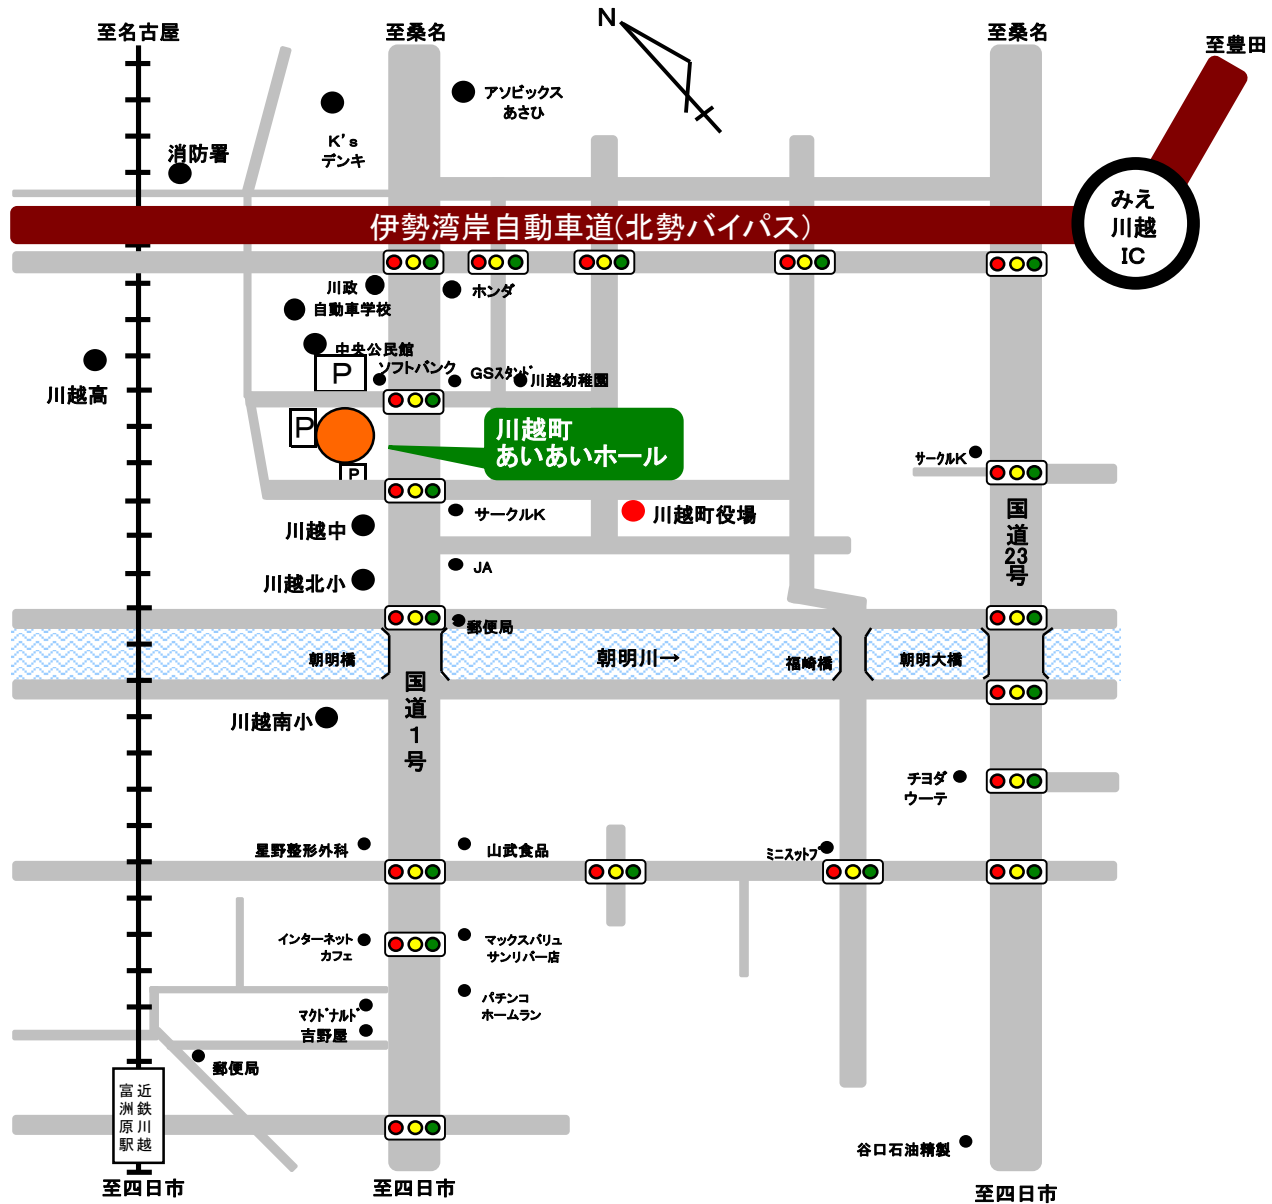 至名古屋
至桑名
N
至桑名
至豊田
アソビックス
あさひ
K's
デンキ
消防署
みえ
川越
IC
伊勢湾岸自動車道(北勢バイパス)
川政
ホンダ
自動車学校
中央公民館
P
ソフトバンク
GSスタンド
川越幼稚園
川越高
P
川越町
あいあいホール
P
サークルK
サークルK
川越町役場
国道23号
川越中
JA
川越北小
郵便局
朝明橋
朝明川→
福崎橋
朝明大橋
国道1号
川越南小
チヨダ
ウーテ
星野整形外科
山武食品
ミニスットプ
インターネット
カフェ
マックスバリュ
サンリバー店
パチンコ
ホームラン
マクドナルド
吉野屋
郵便局
近鉄川越
富洲原駅
谷口石油精製
至四日市
至四日市
至四日市